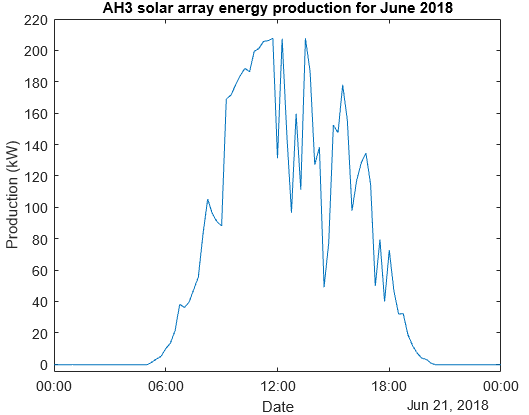 AH3 solar array energy production for June 2018
220
200
180
160
140
120
100
80
60
40
20
0
Production (kW)
00:00 06:00 12:00 18:00 00:00
Date
Jun 21, 2018